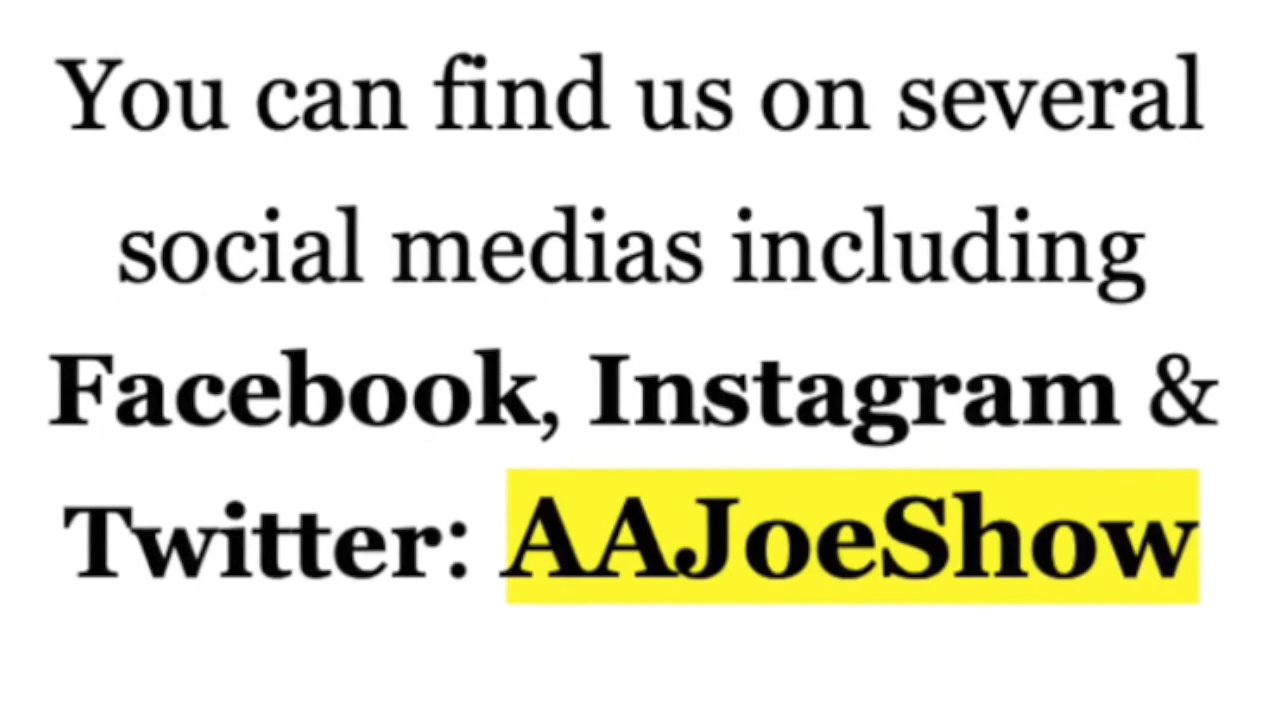 You can find us on several
social medias including
Facebook, Instagram &
Twitter: AAJoeShow